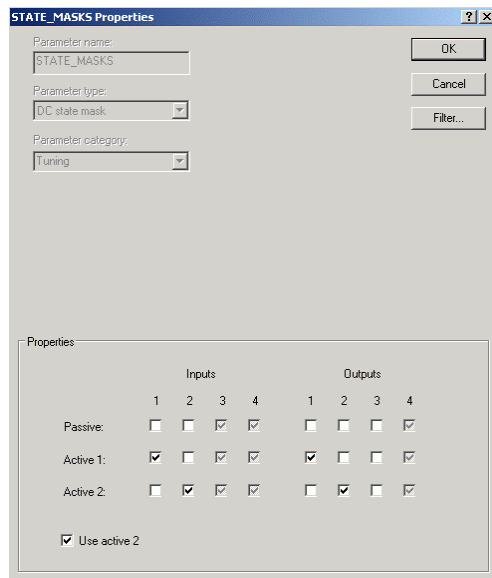 STATE_MASKS Properties
Parameter name:
STATE_MASKS
OK
Parameter type:
Cancel
DC state mask
Filter...
Parameter category:
Tuning
Properties
Inputs Outputs
1 2 3 4 1 2 3 4
Passive:
Active 1:
Active 2:
Use active 2